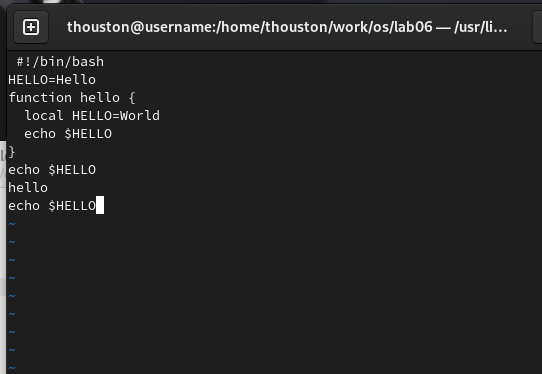 thouston@username:/home/thouston/work/os/lab06 — /usr/li...
 #!/bin/bash
HELLO=Hello
function hello {
  local HELLO=World
  echo $HELLO
}
echo $HELLO
hello
echo $HELLO
~
~
~
~
~
~
~
~
~